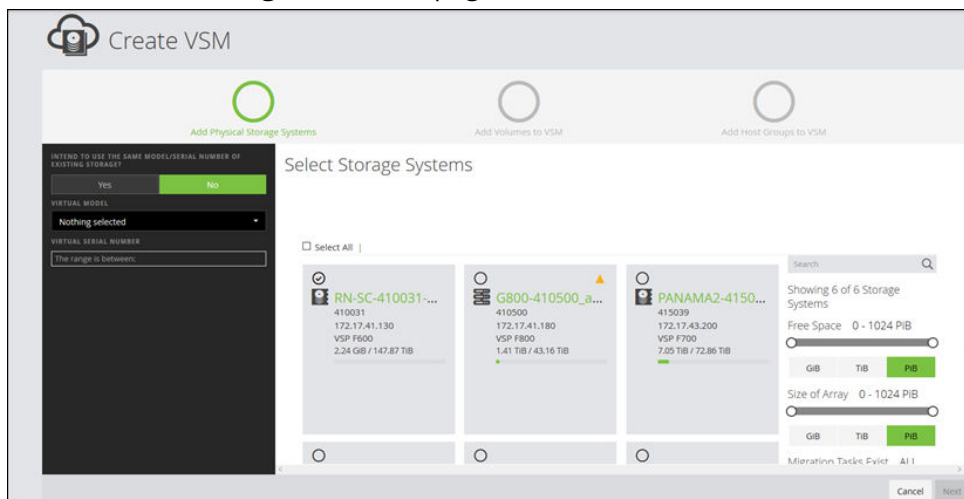 Create VSM
Add Physical Storage Systems
Add Volumes to VSM
Add Host Groups to VSM
INTEND TO USE THE SAME MODEL/SERIAL NUMBER OF
EXISTING STORAGE?
Yes No
VIRTUAL MODEL
Nothing selected
VIRTUAL SERIAL NUMBER
The range is between:
Select Storage Systems
Select All |
RN-SC-410031-...
410031
172.17.41.130
VSP F600
2.24 GiB / 147.87 TiB
G800-410500_a...
410500
172.17.41.180
VSP F800
1.41 TiB / 43.16 TiB
PANAMA2-4150...
415039
172.17.43.200
VSP F700
7.05 TiB / 72.86 TiB
Search
Showing 6 of 6 Storage
Systems
Free Space 0 - 1024 PiB
GiB TiB PiB
Size of Array 0 - 1024 PiB
GiB TiB PiB
Migration Tasks Exist ALL
Cancel Next